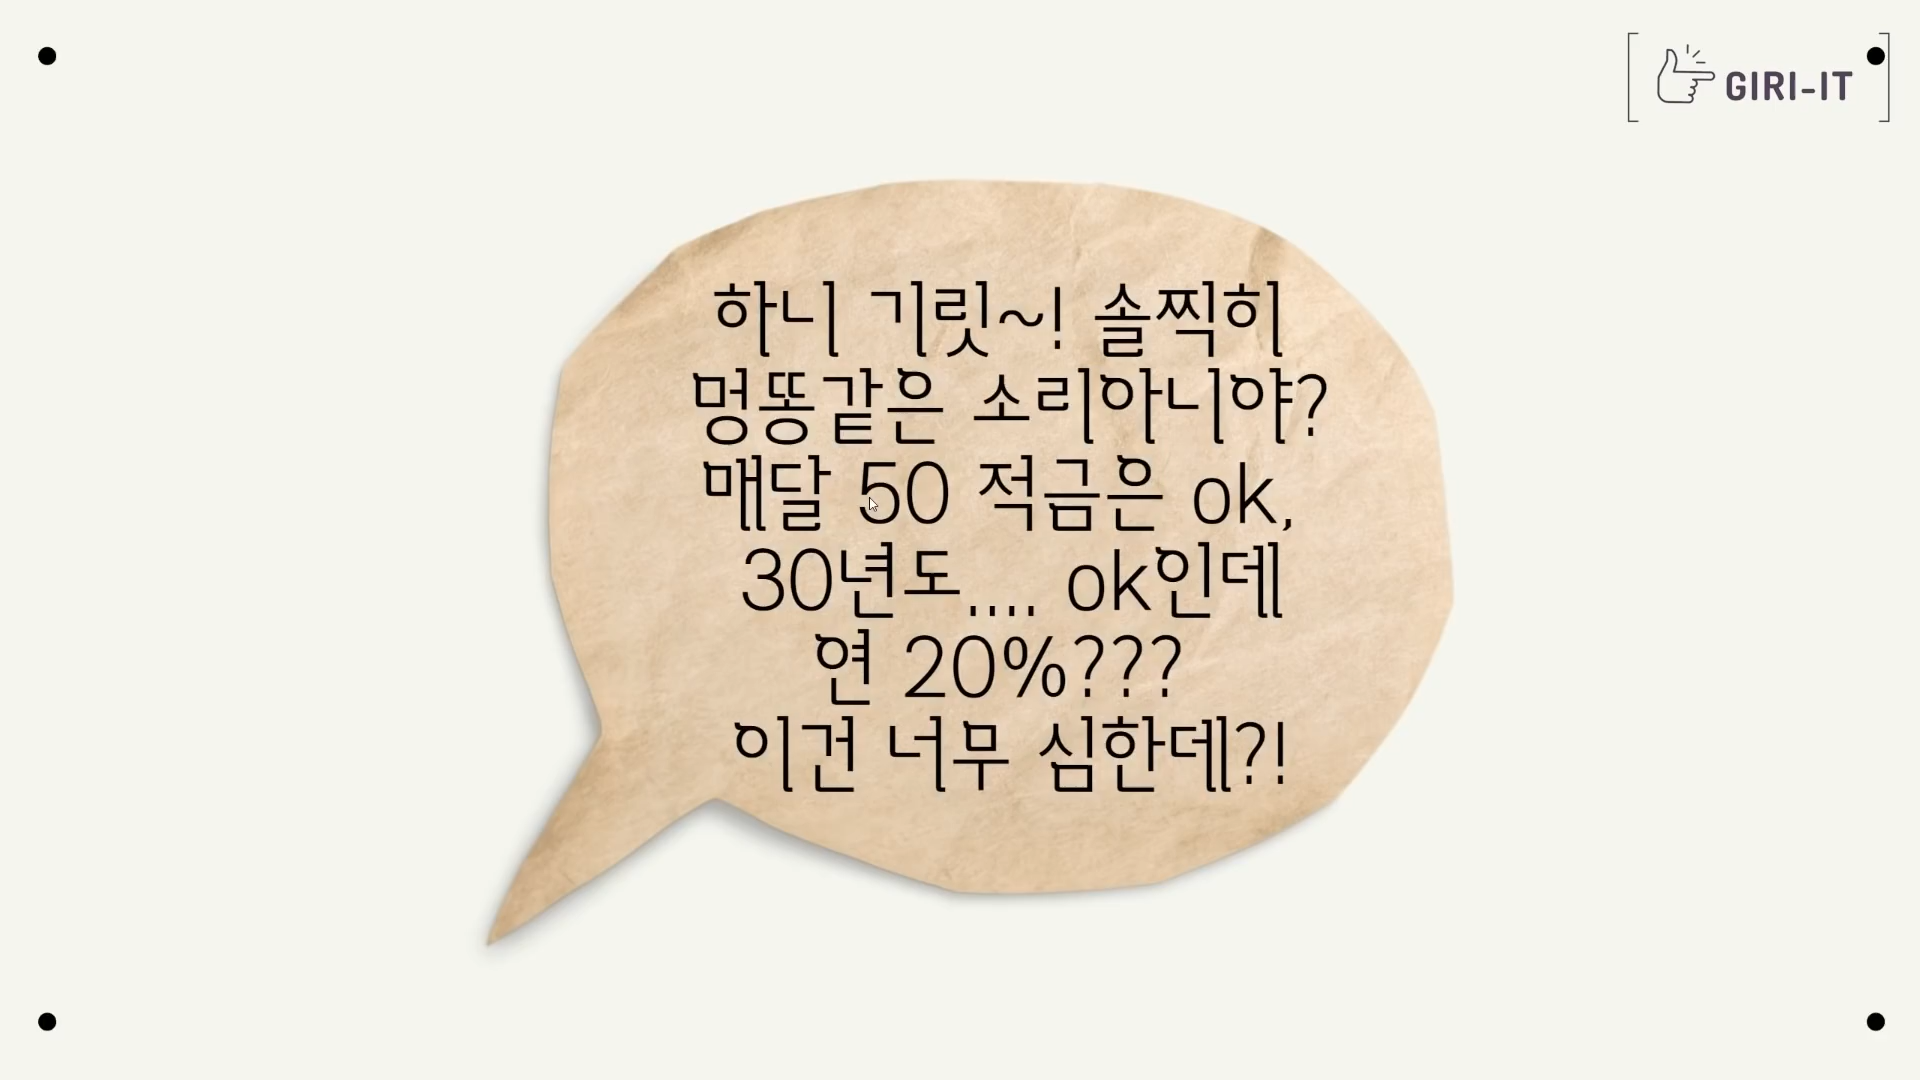 GIRI-IT
하니 기릿~! 솔찍히
멍똥같은 소리아니야?
매달 50 적금은 ok,
30년도.... ok인데
연 20%???
이건 너무 심한데?!